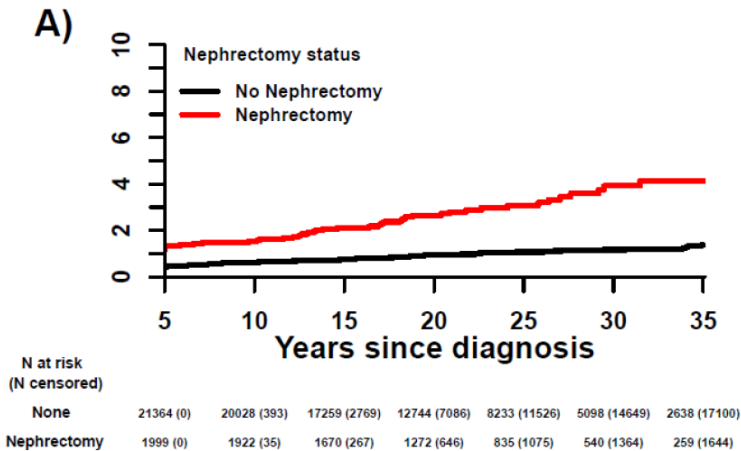 A)
10
8
6
4
2
0
Nephrectomy status
No Nephrectomy
Nephrectomy
5 10 15 20 25 30 35
Years since diagnosis
N at risk
(N censored)
None 21364 (0) 20028 (393) 17259 (2769) 12744 (7086) 8233 (11526) 5098 (14649) 2638 (17100)
Nephrectomy 1999 (0) 1922 (35) 1670 (267) 1272 (646) 835 (1075) 540 (1364) 259 (1644)